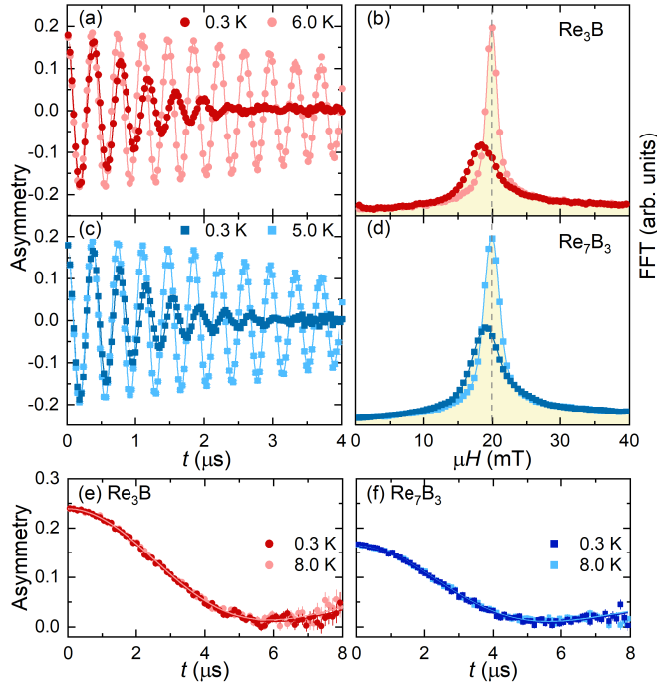 (a) 0.3 K 6.0 K
0.2
0.1
0.0
-0.1
-0.2
(b) Re3B
(c) 0.3 K 5.0 K
0.2
0.1
0.0
-0.1
-0.2
0 1 2 3 4
t (μs)
Asymmetry
(d) Re7B3
0 10 20 30 40
μH (mT)
FFT (arb. units)
(e) Re3B
0.3 K
8.0 K
0.3
0.2
0.1
0.0
0 2 4 6 8
t (μs)
Asymmetry
(f) Re7B3
0.3 K
8.0 K
0 2 4 6 8
t (μs)